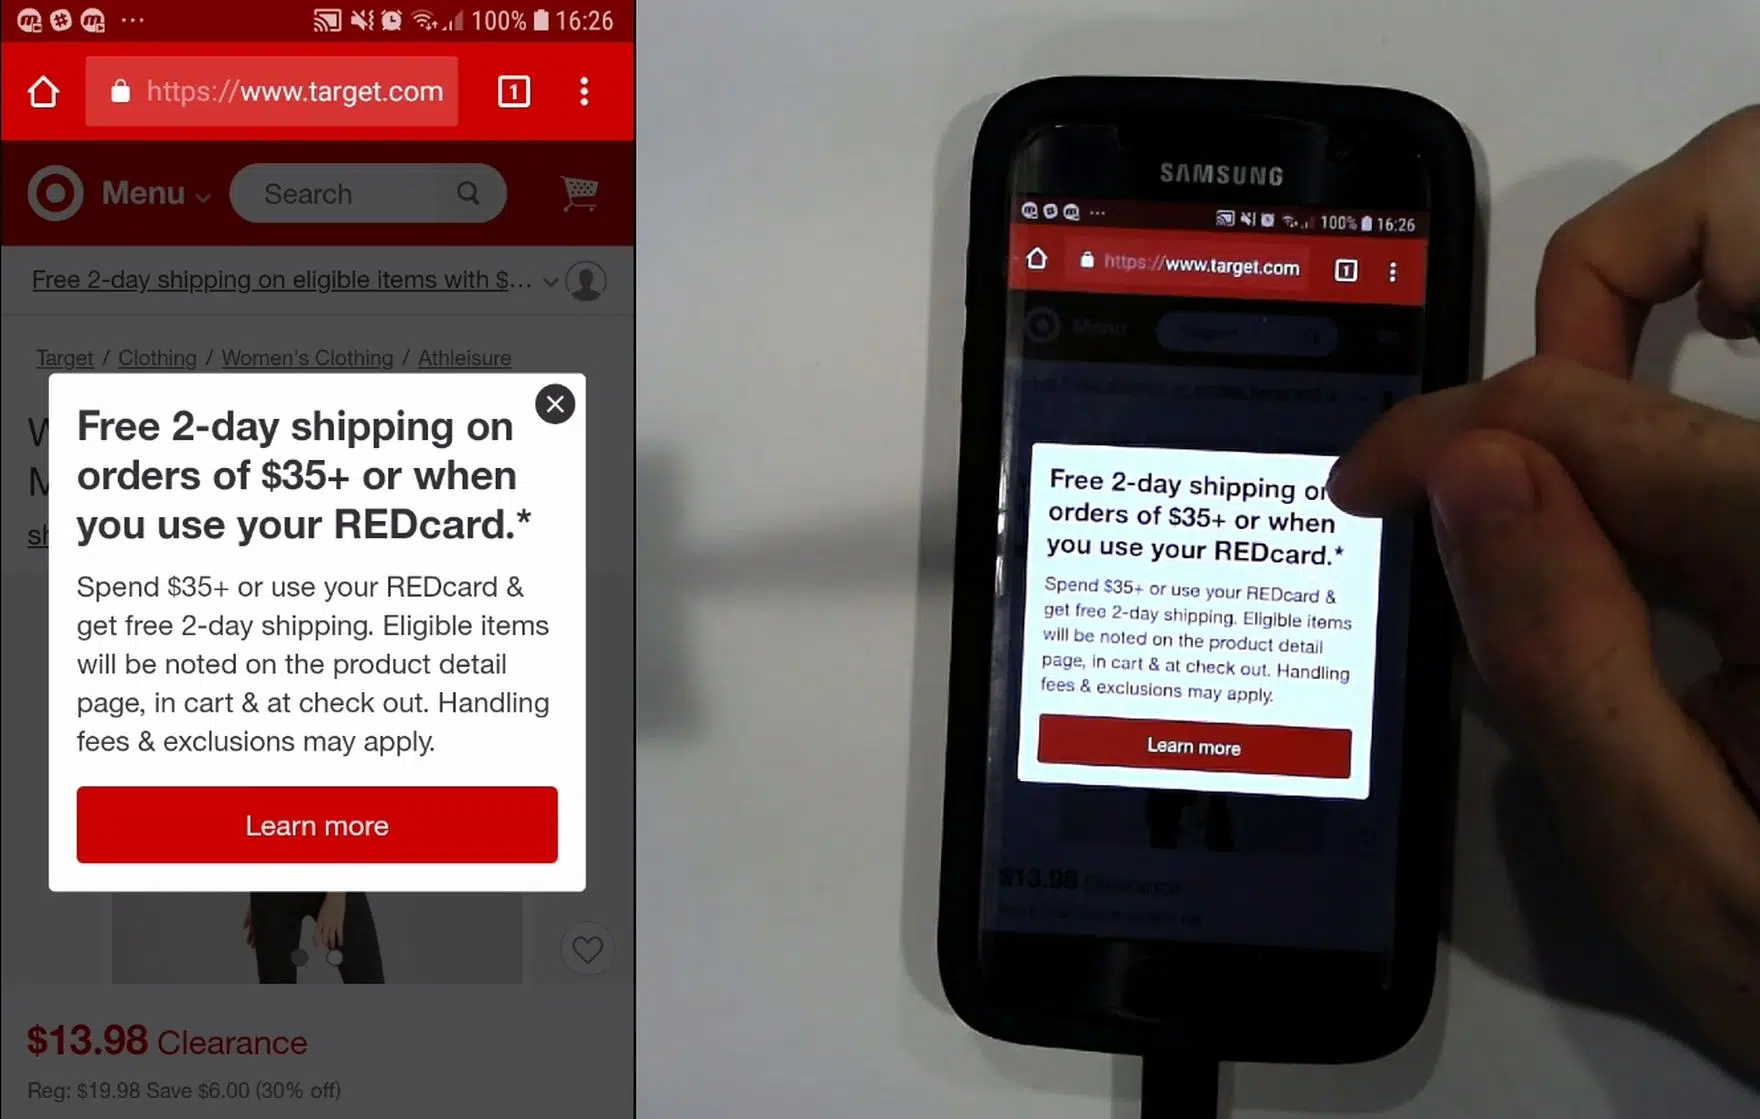 100% 16:26
https://www.target.com 1
Menu Search
Free 2-day shipping on eligible items with $...
Target / Clothing / Women's Clothing / Athleisure
W
M
sh
Free 2-day shipping on
orders of $35+ or when
you use your REDcard.*
Spend $35+ or use your REDcard &
get free 2-day shipping. Eligible items
will be noted on the product detail
page, in cart & at check out. Handling
fees & exclusions may apply.
Learn more
$13.98 Clearance
Reg: $19.98 Save $6.00 (30% off)
SAMSUNG
100% 16:26
https://www.target.com 1
Menu
Free 2-day shipping
orders of $35+ or when
you use your REDcard.*
Spend $35+ or use your REDcard &
get free 2-day shipping. Eligible items
will be noted on the product detail
page, in cart & at check out. Handling
fees & exclusions may apply.
Learn more
$13.98 Clearance